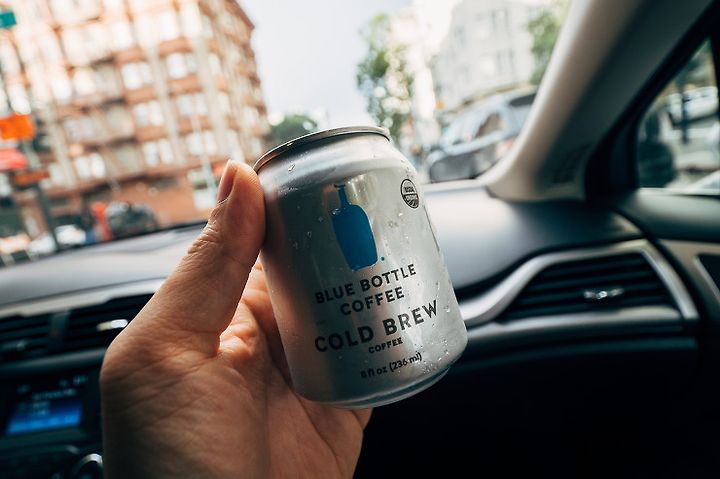 BLUE BOTTLE
COFFEE
COLD BREW
COFFEE
8 fl oz (236 ml)